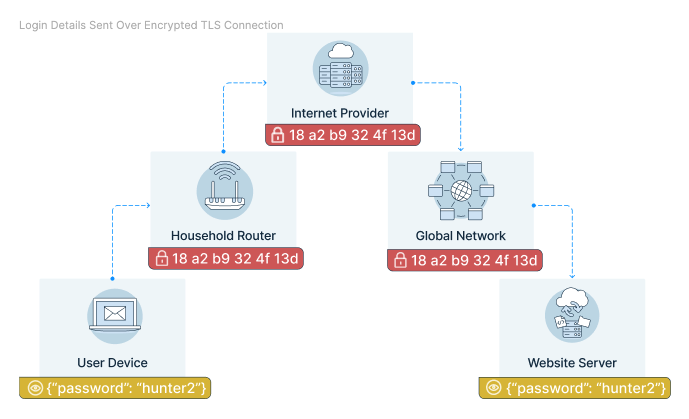 Login Details Sent Over Encrypted TLS Connection
Internet Provider
18 a2 b9 32 4f 13d
Household Router
18 a2 b9 32 4f 13d
Global Network
18 a2 b9 32 4f 13d
User Device
{“password”: “hunter2”}
Website Server
{“password”: “hunter2”}